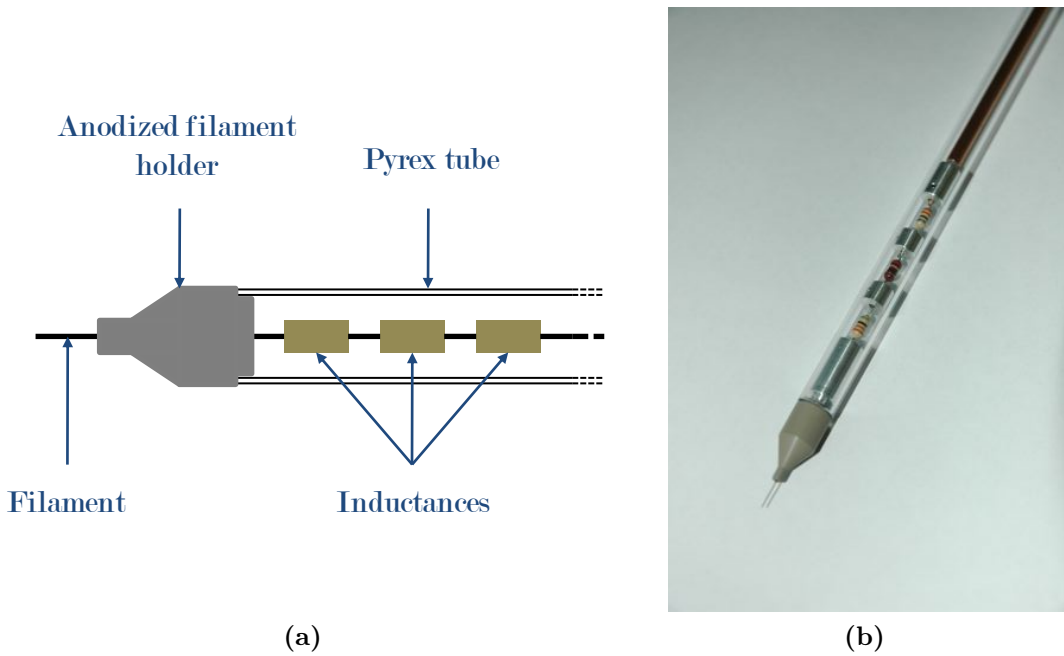 Anodized filament
holder
Pyrex tube
Filament
Inductances
(a)
(b)